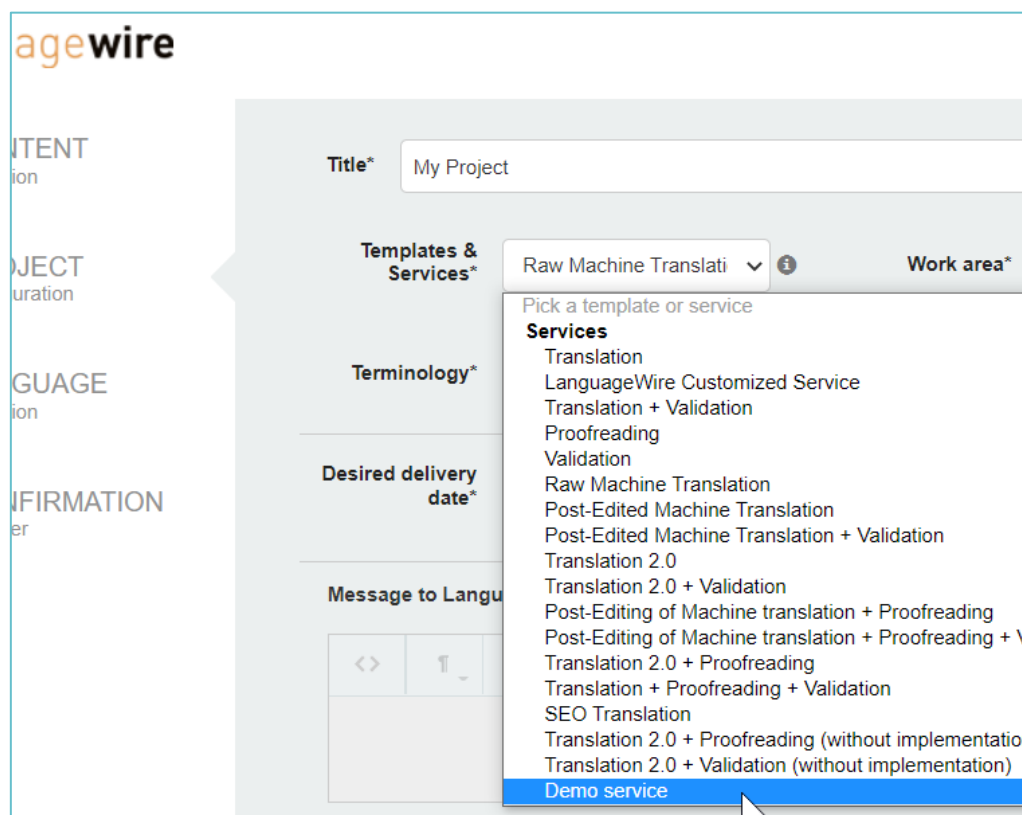 agewire
NTENT
ion
Title*
My Project
Templates &
Services*
Raw Machine Translati
Work area*
OJECT
uration
Pick a template or service
Services
Translation
LanguageWire Customized Service
Translation + Validation
Proofreading
Validation
Raw Machine Translation
Post-Edited Machine Translation
Post-Edited Machine Translation + Validation
Translation 2.0
Translation 2.0 + Validation
Post-Editing of Machine translation + Proofreading
Post-Editing of Machine translation + Proofreading + V
Translation 2.0 + Proofreading
Translation + Proofreading + Validation
SEO Translation
Translation 2.0 + Proofreading (without implementatio
Translation 2.0 + Validation (without implementation)
Demo service
Terminology*
GUAGE
ion
Desired delivery
date*
NFIRMATION
er
Message to Langu